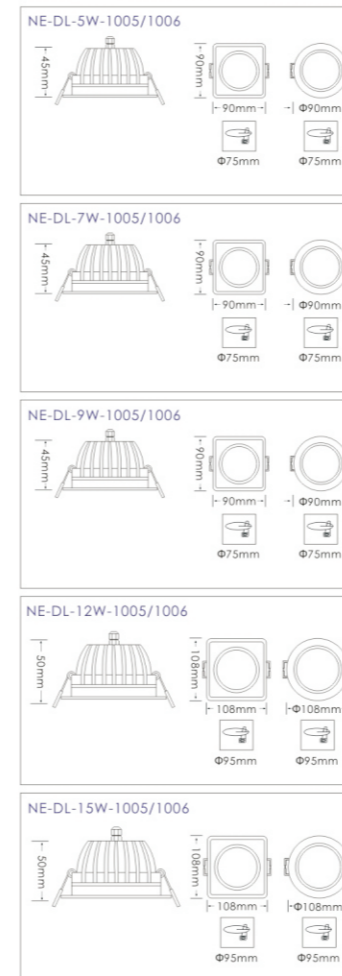 NE-DL-5W-1005/1006
45mm
90mm
90mm Φ90mm
Φ75mm Φ75mm
NE-DL-7W-1005/1006
45mm
90mm
90mm Φ90mm
Φ75mm Φ75mm
NE-DL-9W-1005/1006
45mm
90mm
90mm Φ90mm
Φ75mm Φ75mm
NE-DL-12W-1005/1006
50mm
108mm
108mm Φ108mm
Φ95mm Φ95mm
NE-DL-15W-1005/1006
50mm
108mm
108mm Φ108mm
Φ95mm Φ95mm